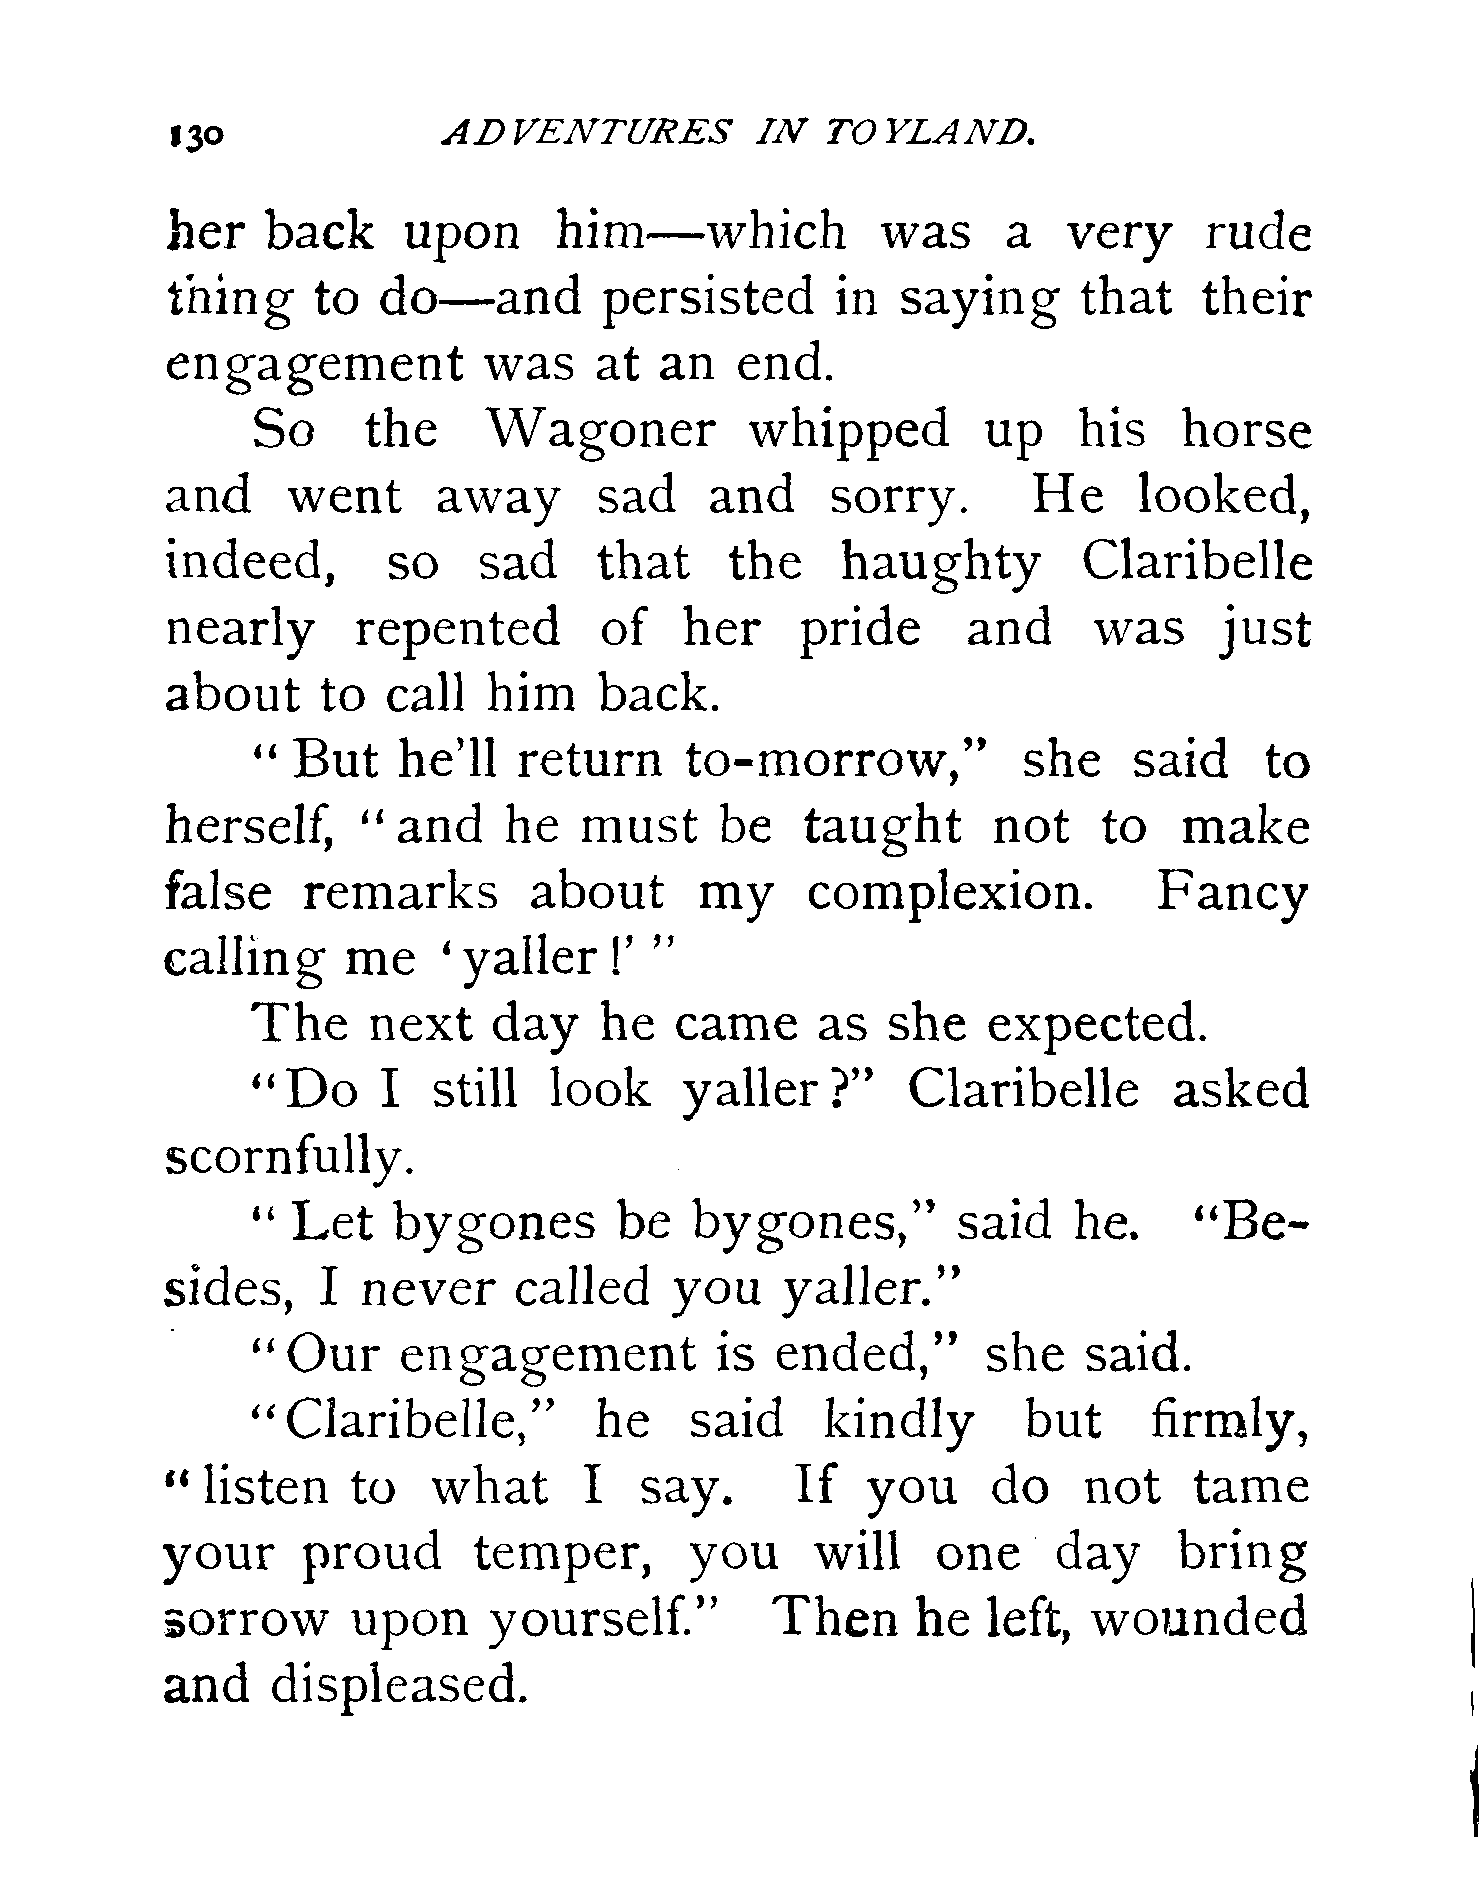 130 ADVENTURES IN TOYLAND.
her back upon him—which was a very rude
thing to do—and persisted in saying that their
engagement was at an end.
So the Wagoner whipped up his horse
and went away sad and sorry. He looked,
indeed, so sad that the haughty Claribelle
nearly repented of her pride and was just
about to call him back.
“But he’ll return to-morrow,” she said to
herself, “and he must be taught not to make
false remarks about my complexion. Fancy
calling me ‘yaller!’ ”
The next day he came as she expected.
“Do I still look yaller?” Claribelle asked
scornfully.
“Let bygones be bygones,” said he. “Be-
sides, I never called you yaller.”
“Our engagement is ended,” she said.
“Claribelle,” he said kindly but firmly,
“listen to what I say. If you do not tame
your proud temper, you will one day bring
sorrow upon yourself.” Then he left, wounded
and displeased.